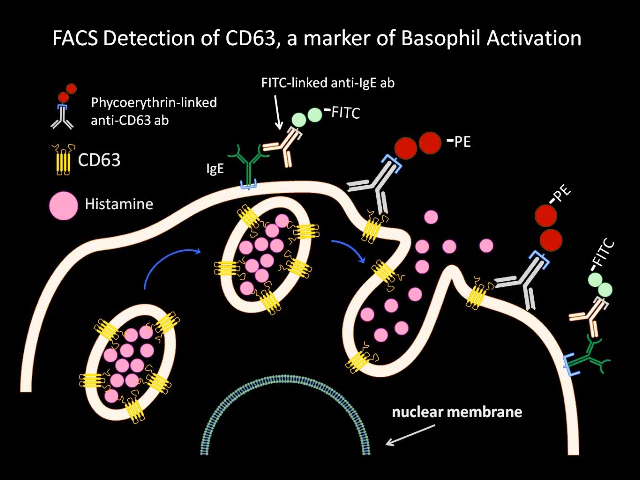 FACS Detection of CD63, a marker of Basophil Activation
FITC-linked anti-IgE ab
Phycoerythrin-linked
anti-CD63 ab
-FITC
-PE
CD63
IgE
Histamine
-PE
-FITC
nuclear membrane